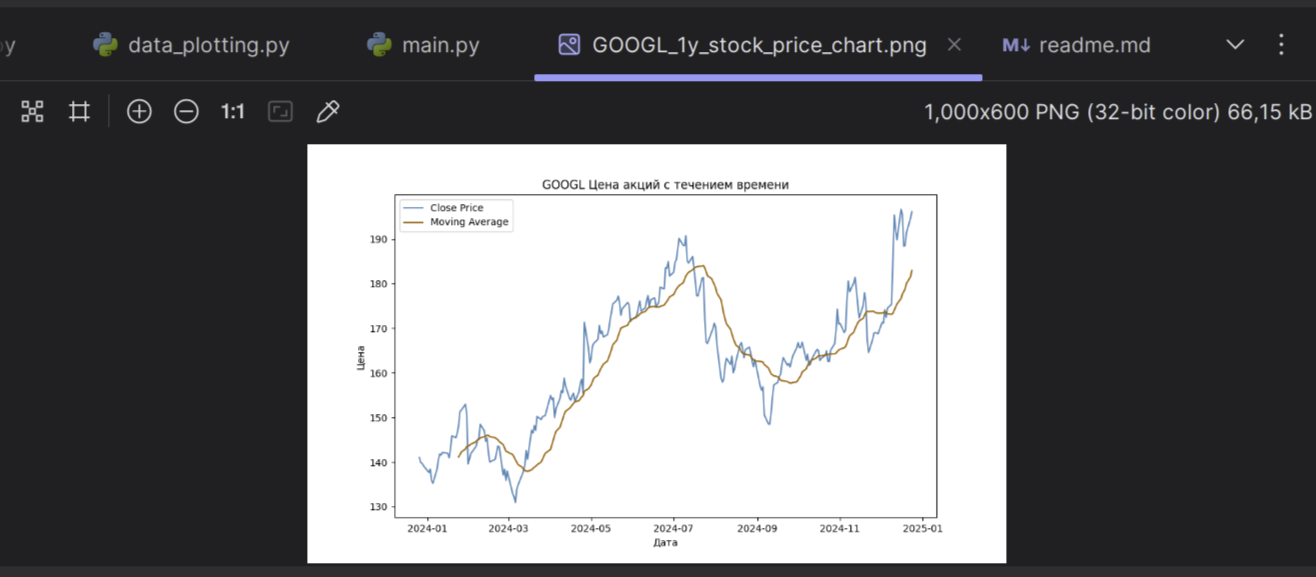 y data_plotting.py main.py GOOGL_1y_stock_price_chart.png M↓ readme.md
1:1 1,000x600 PNG (32-bit color) 66,15 kB
GOOGL Цена акций с течением времени
Close Price
Moving Average
190
180
170
160
150
140
130
Цена
2024-01 2024-03 2024-05 2024-07 2024-09 2024-11 2025-01
Дата